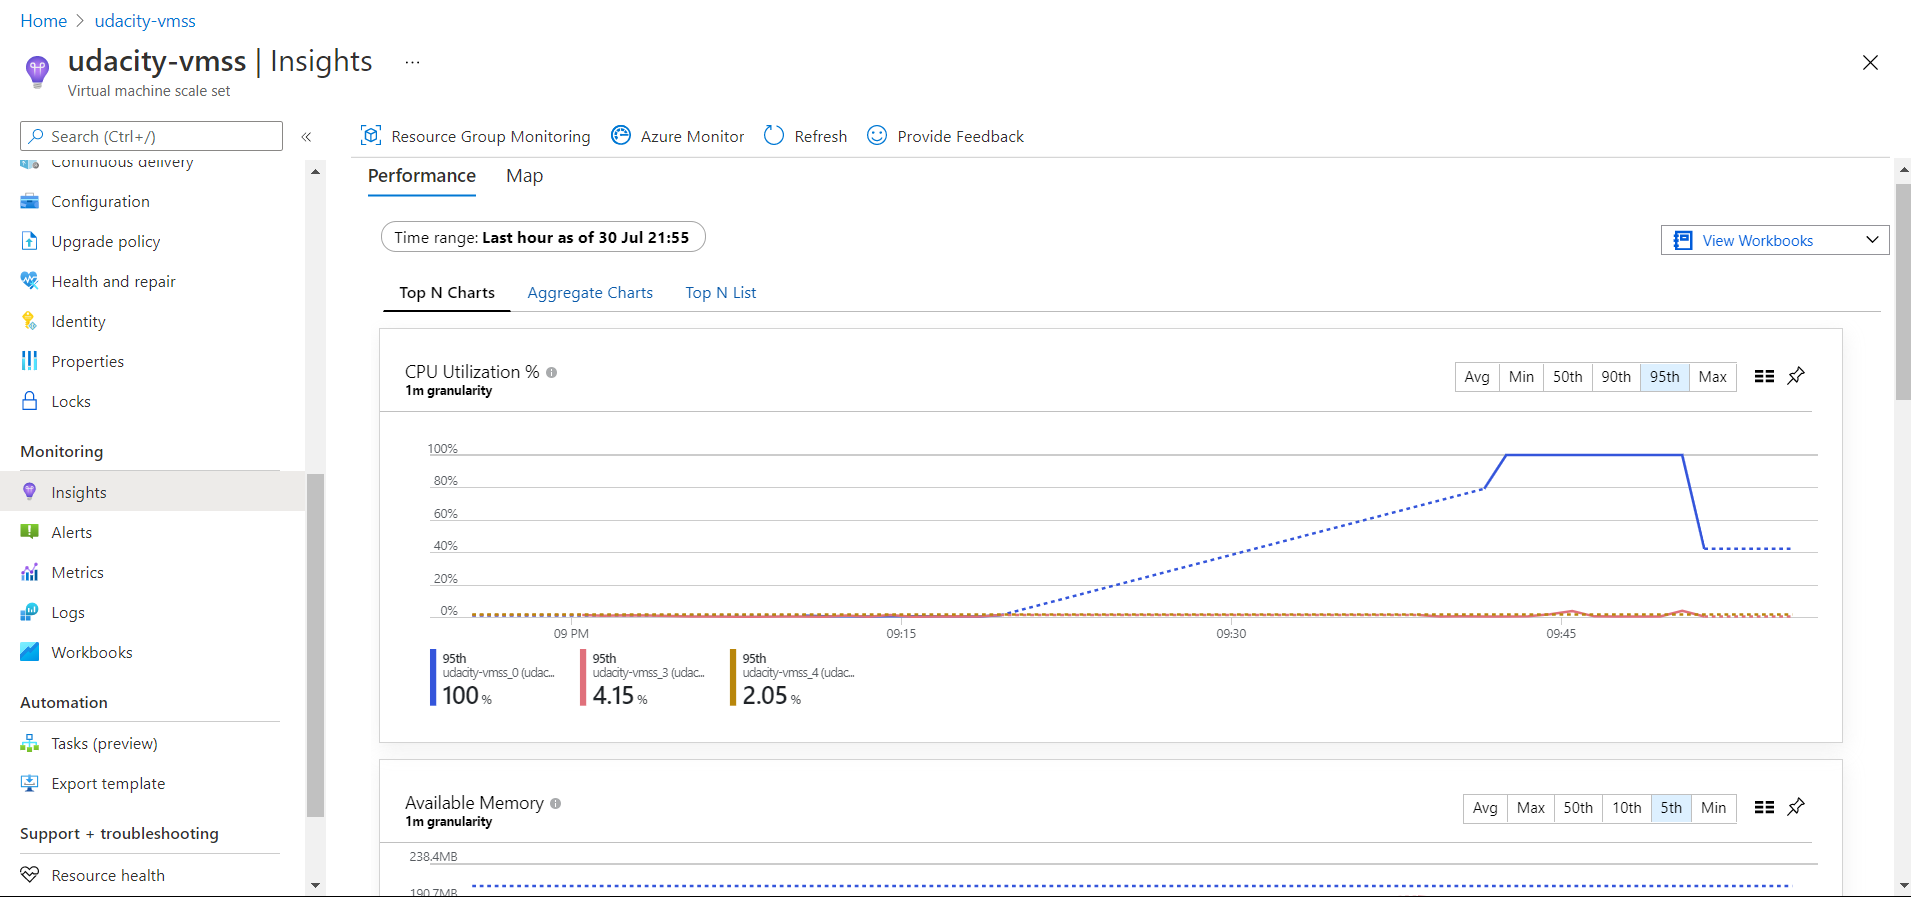 Home > udacity-vmss
udacity-vmss | Insights ...
Virtual machine scale set
Search (Ctrl+/)
«
Continuous delivery
Configuration
Upgrade policy
Health and repair
Identity
Properties
Locks
Monitoring
Insights
Alerts
Metrics
Logs
Workbooks
Automation
Tasks (preview)
Export template
Support + troubleshooting
Resource health
Resource Group Monitoring Azure Monitor Refresh Provide Feedback
Performance Map
Time range: Last hour as of 30 Jul 21:55
View Workbooks
Top N Charts Aggregate Charts Top N List
CPU Utilization %
1m granularity
Avg Min 50th 90th 95th Max
100%
80%
60%
40%
20%
0%
09 PM 09:15 09:30 09:45
95th
udacity-vmss_0 (udac...
100 %
95th
udacity-vmss_3 (udac...
4.15 %
95th
udacity-vmss_4 (udac...
2.05 %
Available Memory
1m granularity
Avg Max 50th 10th 5th Min
238.4MB
190.7MB